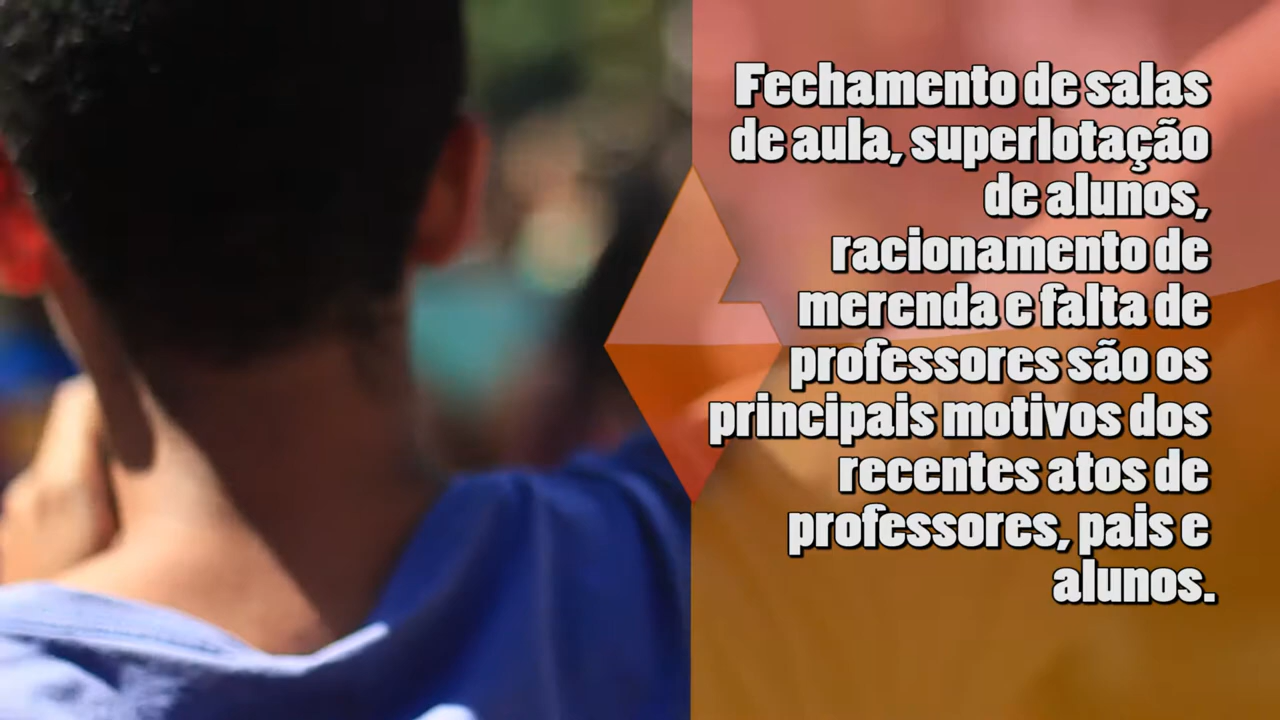 Fechamento de salas
de aula, superlotação
de alunos,
racionamento de
merenda e falta de
professores são os
principais motivos dos
recentes atos de
professores, pais e
alunos.